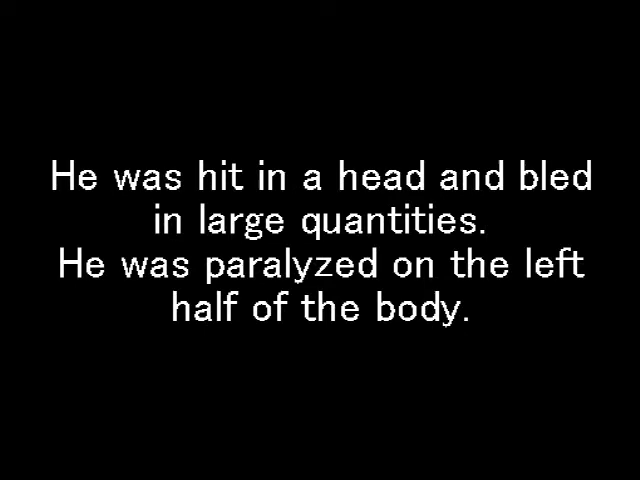 He was hit in a head and bled
in large quantities.
He was paralyzed on the left
half of the body.